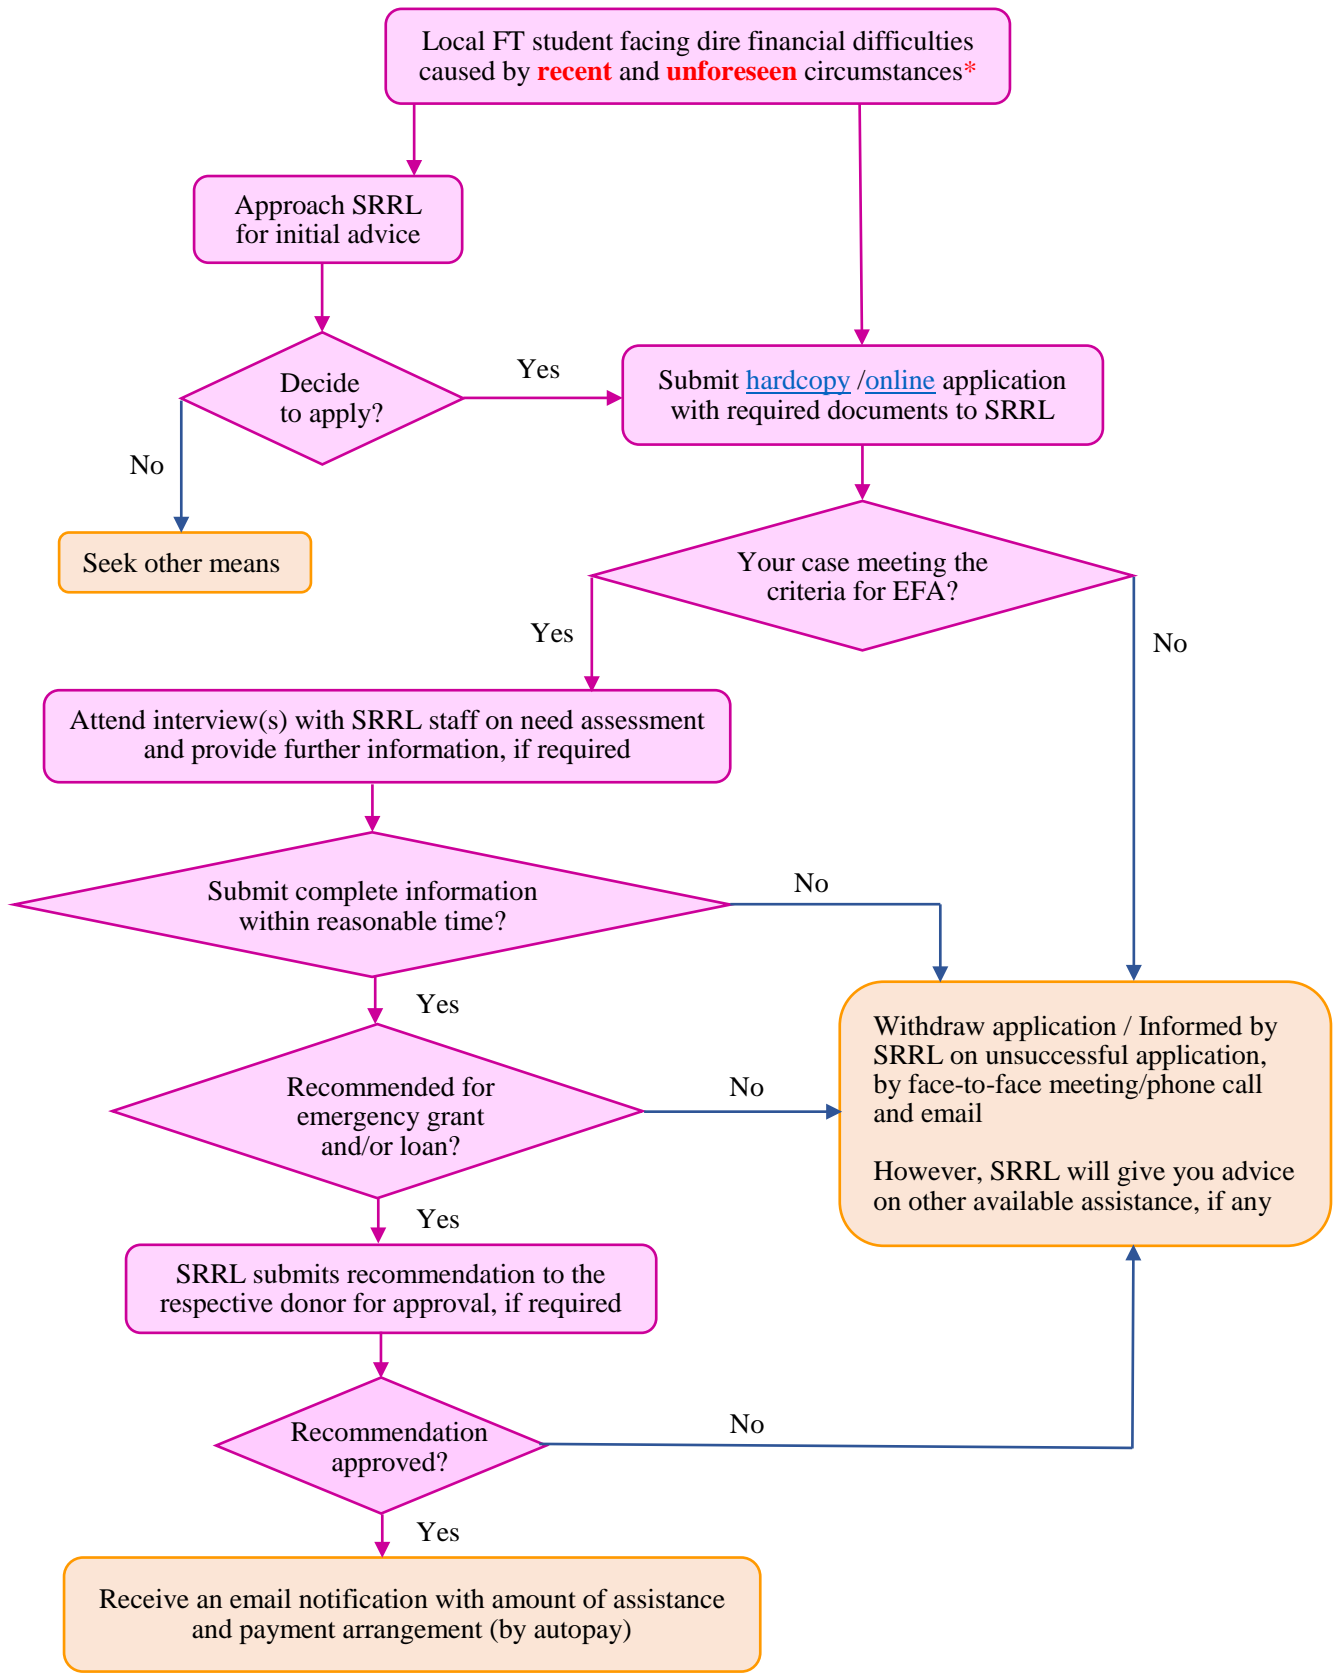 Local FT student facing dire financial difficulties
caused by recent and unforeseen circumstances*
Approach SRRL
for initial advice
Decide
to apply?
Yes
Submit hardcopy /online application
with required documents to SRRL
No
Seek other means
Your case meeting the
criteria for EFA?
Yes
No
Attend interview(s) with SRRL staff on need assessment
and provide further information, if required
Submit complete information
within reasonable time?
No
Yes
Withdraw application / Informed by
SRRL on unsuccessful application,
by face-to-face meeting/phone call
and email
However, SRRL will give you advice
on other available assistance, if any
Recommended for
emergency grant
and/or loan?
No
Yes
SRRL submits recommendation to the
respective donor for approval, if required
Recommendation
approved?
No
Yes
Receive an email notification with amount of assistance
and payment arrangement (by autopay)